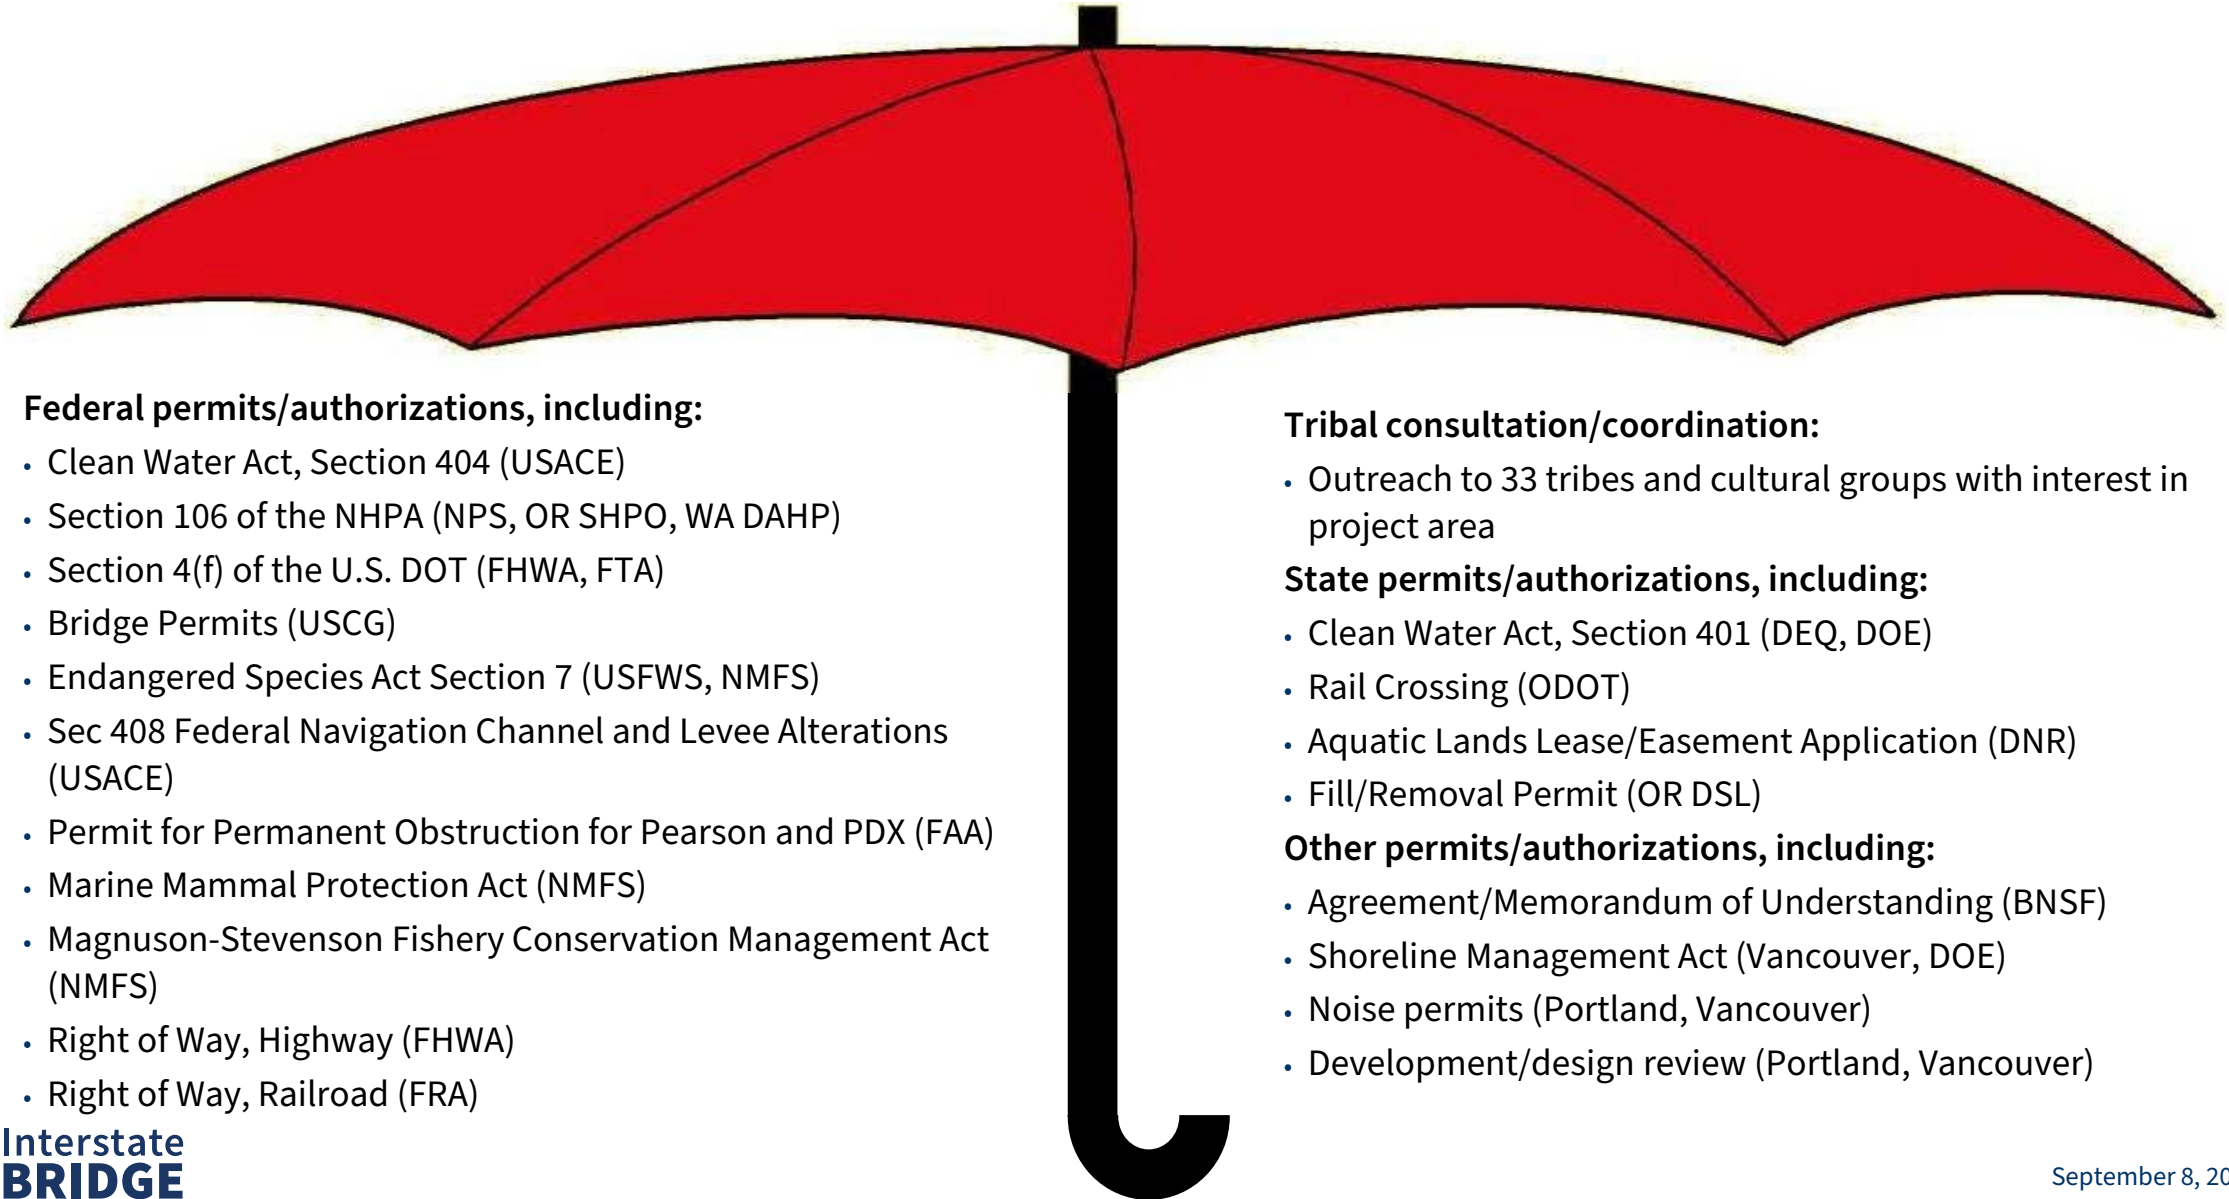 Federal permits/authorizations, including:
• Clean Water Act, Section 404 (USACE)
• Section 106 of the NHPA (NPS, OR SHPO, WA DAHP)
• Section 4(f) of the U.S. DOT (FHWA, FTA)
• Bridge Permits (USCG)
• Endangered Species Act Section 7 (USFWS, NMFS)
• Sec 408 Federal Navigation Channel and Levee Alterations
(USACE)
• Permit for Permanent Obstruction for Pearson and PDX (FAA)
• Marine Mammal Protection Act (NMFS)
• Magnuson-Stevenson Fishery Conservation Management Act
(NMFS)
• Right of Way, Highway (FHWA)
• Right of Way, Railroad (FRA)
Tribal consultation/coordination:
• Outreach to 33 tribes and cultural groups with interest in
project area
State permits/authorizations, including:
• Clean Water Act, Section 401 (DEQ, DOE)
• Rail Crossing (ODOT)
• Aquatic Lands Lease/Easement Application (DNR)
• Fill/Removal Permit (OR DSL)
Other permits/authorizations, including:
• Agreement/Memorandum of Understanding (BNSF)
• Shoreline Management Act (Vancouver, DOE)
• Noise permits (Portland, Vancouver)
• Development/design review (Portland, Vancouver)
Interstate
BRIDGE
September 8, 20